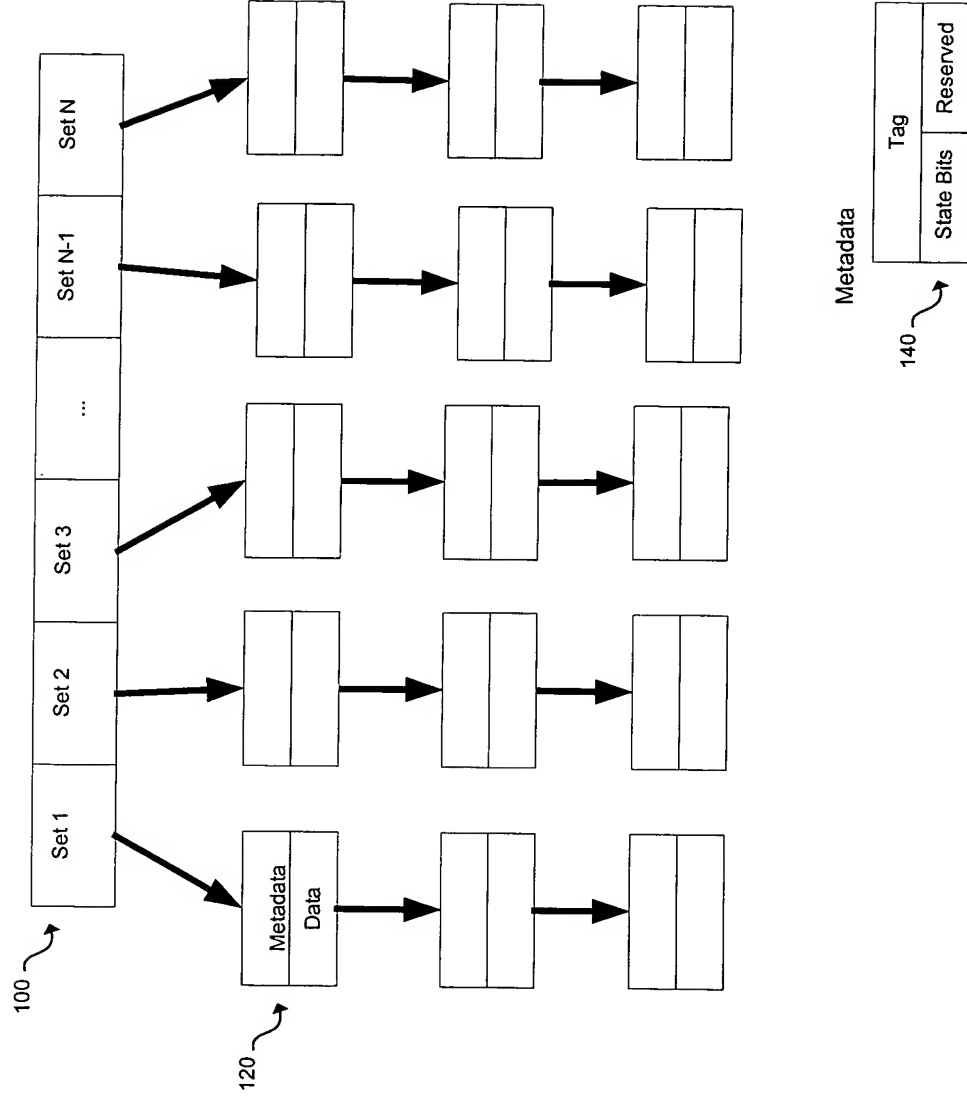 100
Set 1
Set 2
Set 3
...
Set N-1
Set N
120
Metadata
Data
Metadata
140
Tag
State Bits
Reserved